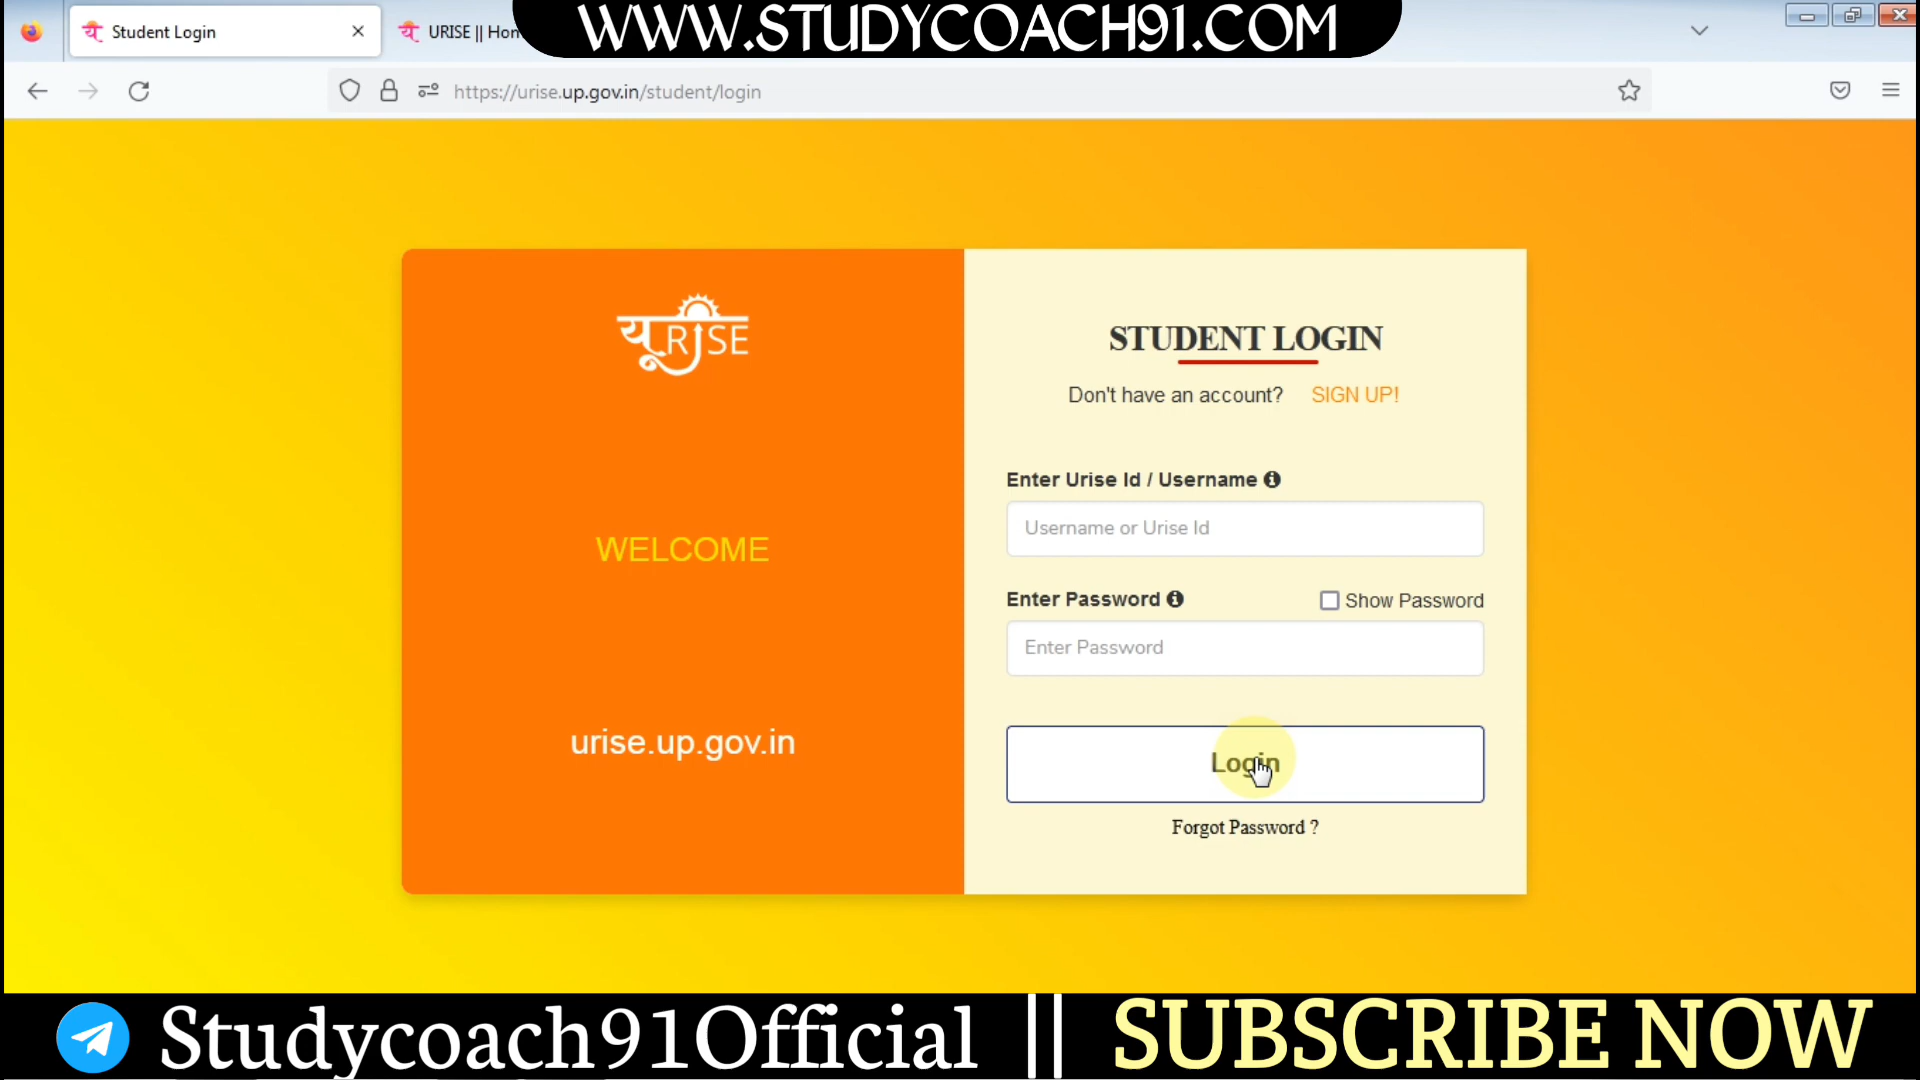 WWW.STUDYCOACH91.COM
Student Login
URISE || Hon
https://urise.up.gov.in/student/login
यू RISE
STUDENT LOGIN
Don't have an account? SIGN UP!
Enter Urise Id / Username
Username or Urise Id
WELCOME
Enter Password
Show Password
Enter Password
urise.up.gov.in
Login
Forgot Password ?
Studycoach91Official || SUBSCRIBE NOW